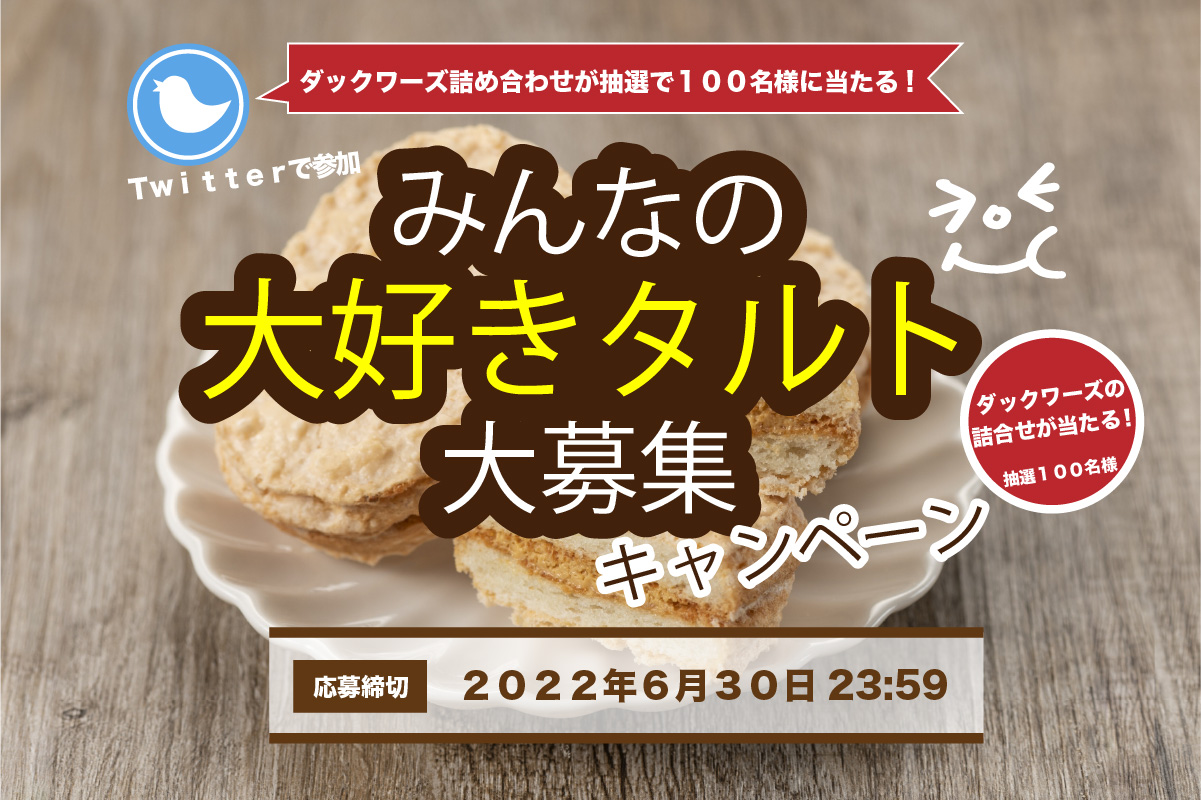 ダックワーズ詰め合わせが抽選で１００名様に当たる！
Ｔｗｉｔｔｅｒで参加
みんなの
大好きタルト
大募集
キャンペーン
ダックワーズの
詰合せが当たる！
抽選１００名様
応募締切
２０２２年６月３０日 23:59